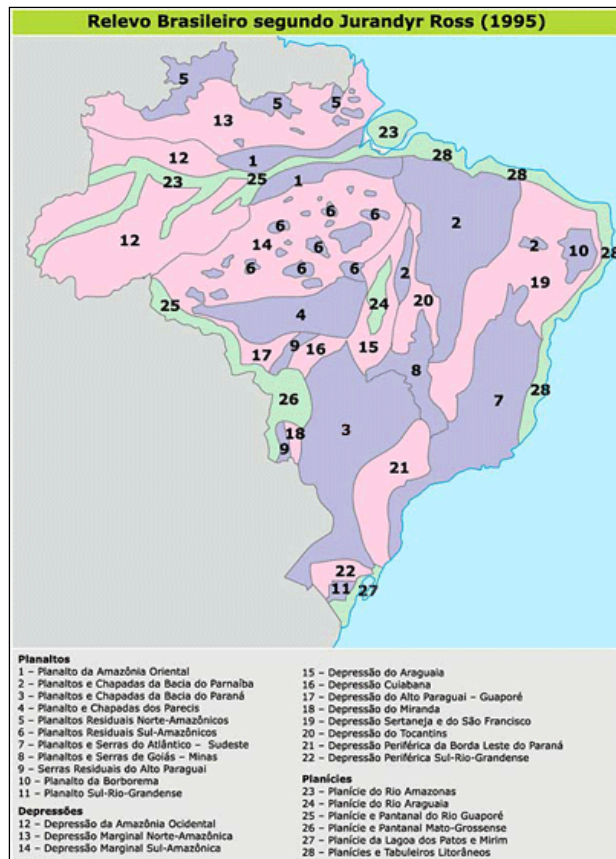 Relevo Brasileiro segundo Jurandyr Ross (1995)
5
5
5
13
23
12
1
28
23
25
1
28
12
6
6
6
2
14
6
2
10
28
6
6
6
2
19
25
4
24
20
17
9
16
15
8
26
7
28
3
18
9
21
22
11
27
Planaltos
1 – Planalto da Amazônia Oriental
2 – Planaltos e Chapadas da Bacia do Parnaíba
3 – Planaltos e Chapadas da Bacia do Paraná
4 – Planalto e Chapada dos Parecis
5 – Planaltos Residuais Norte-Amazônicos
6 – Planaltos Residuais Sul-Amazônicos
7 – Planaltos e Serras do Atlântico – Sudeste
8 – Planaltos e Serras de Goiás – Minas
9 – Serras Residuais do Alto Paraguai
10 – Planalto da Borborema
11 – Planalto Sul-Rio-Grandense
Depressões
12 – Depressão da Amazônia Ocidental
13 – Depressão Marginal Norte-Amazônica
14 – Depressão Marginal Sul-Amazônica
15 – Depressão do Araguaia
16 – Depressão Cuiabana
17 – Depressão do Alto Paraguai – Guaporé
18 – Depressão do Miranda
19 – Depressão Sertaneja e do São Francisco
20 – Depressão do Tocantins
21 – Depressão Periférica da Borda Leste do Paraná
22 – Depressão Periférica Sul-Rio-Grandense
Planícies
23 – Planície do Rio Amazonas
24 – Planície do Rio Araguaia
25 – Planície e Pantanal do Rio Guaporé
26 – Planície e Pantanal Mato-Grossense
27 – Planície da Lagoa dos Patos e Mirim
28 – Planícies e Tabuleiros Litorâneos